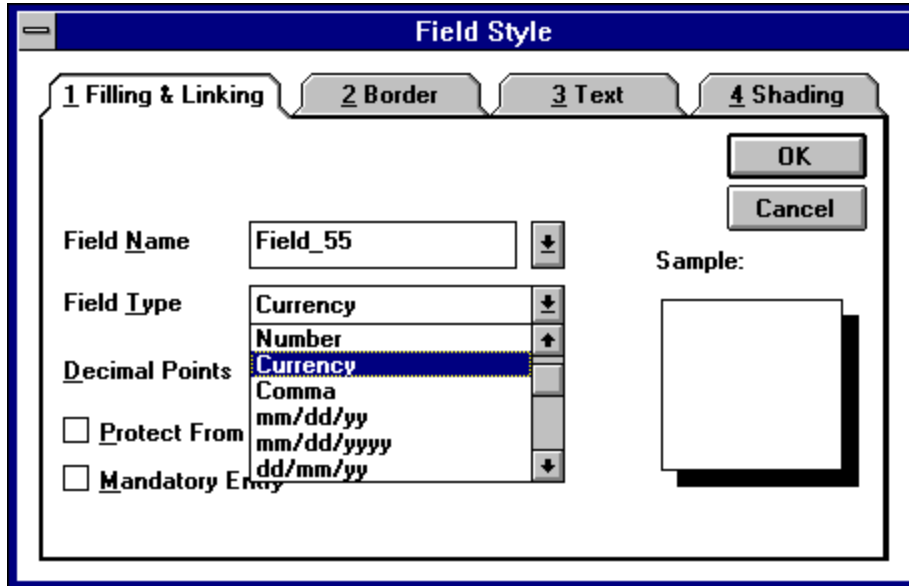 Field Style
1 Filling & Linking
2 Border
3 Text
4 Shading
OK
Cancel
Field Name
Field_55
Sample:
Field Type
Currency
Number
Currency
Comma
mm/dd/yy
mm/dd/yyyy
dd/mm/yy
Decimal Points
Protect From
Mandatory Entry